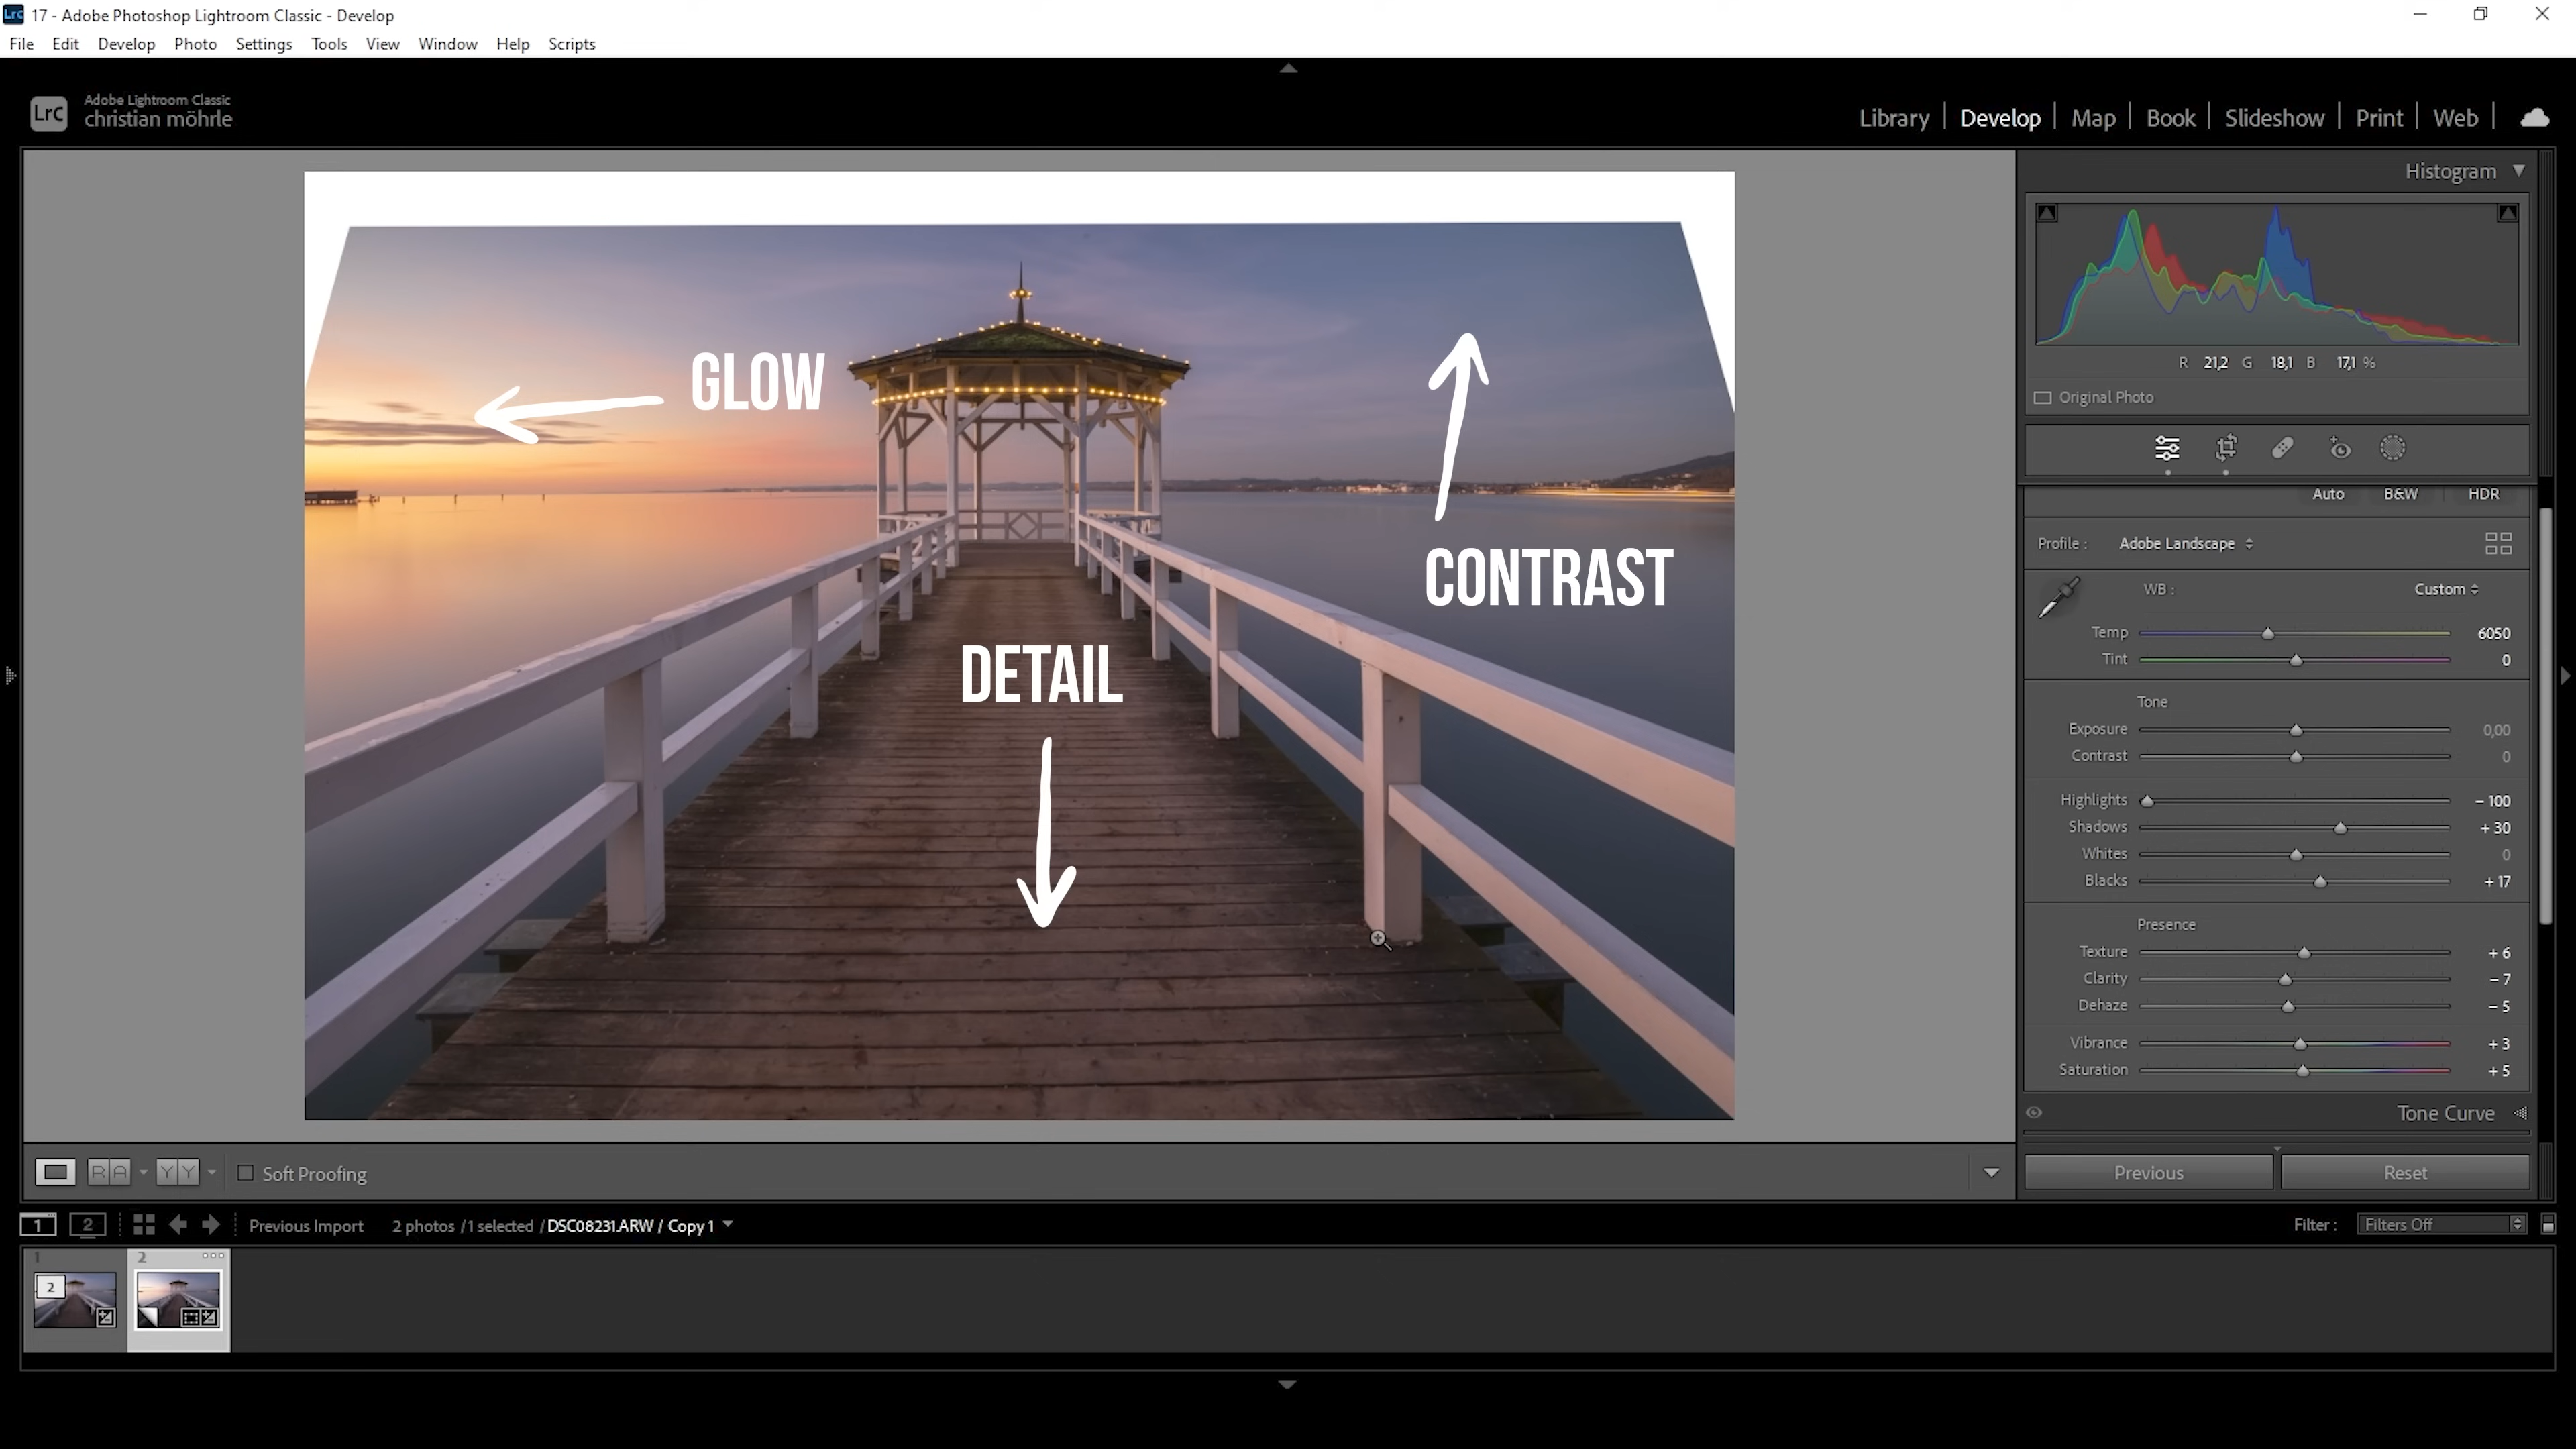 Lrc 17 - Adobe Photoshop Lightroom Classic - Develop
File Edit Develop Photo Settings Tools View Window Help Scripts
Lrc
Adobe Lightroom Classic
christian möhrle
Library Develop Map Book Slideshow Print Web
GLOW
CONTRAST
DETAIL
Histogram
R 21,2 G 18,1 B 17,1 %
Original Photo
Auto B&W HDR
Profile : Adobe Landscape
WB : Custom
Temp 6050
Tint 0
Tone
Exposure 0,00
Contrast 0
Highlights - 100
Shadows + 30
Whites 0
Blacks + 17
Presence
Texture + 6
Clarity - 7
Dehaze - 5
Vibrance + 3
Saturation + 5
Tone Curve
Previous Reset
R A Y Y Soft Proofing
1 2 Previous Import 2 photos / 1 selected / DSC08231.ARW / Copy 1 Filter : Filters Off
1 2
2